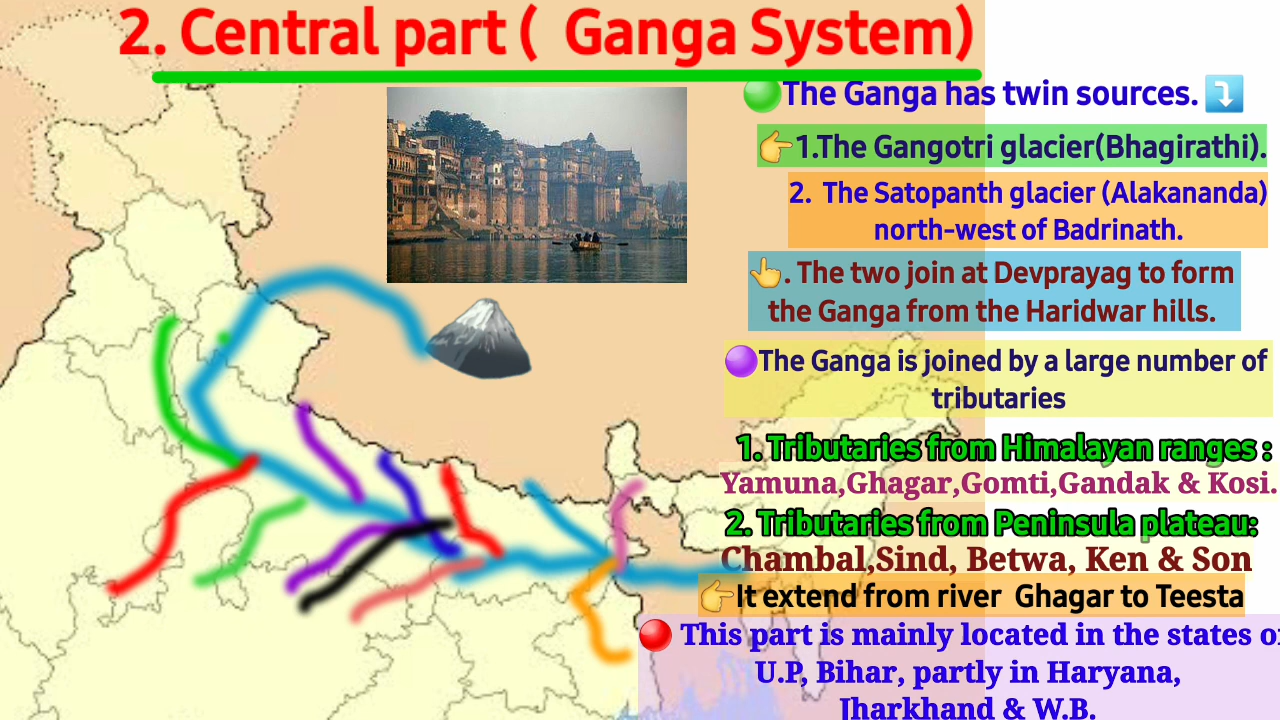 2. Central part ( Ganga System)
The Ganga has twin sources.
1.The Gangotri glacier(Bhagirathi).
2. The Satopanth glacier (Alakananda)
north-west of Badrinath.
. The two join at Devprayag to form
the Ganga from the Haridwar hills.
The Ganga is joined by a large number of
tributaries
1. Tributaries from Himalayan ranges :
Yamuna,Ghagar,Gomti,Gandak & Kosi.
2. Tributaries from Peninsula plateau:
Chambal,Sind, Betwa, Ken & Son
It extend from river Ghagar to Teesta
This part is mainly located in the states of
U.P, Bihar, partly in Haryana,
Jharkhand & W.B.